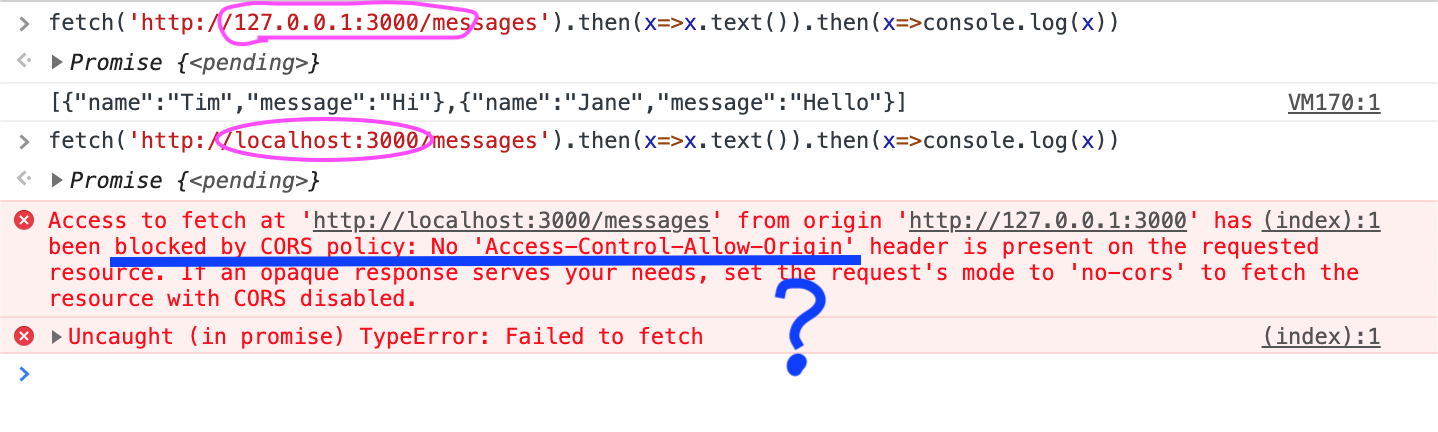 > fetch('http://127.0.0.1:3000/messages').then(x=>x.text()).then(x=>console.log(x))
<· ▶ Promise {<pending>}
[{"name":"Tim","message":"Hi"},{"name":"Jane","message":"Hello"}] VM170:1
> fetch('http://localhost:3000/messages').then(x=>x.text()).then(x=>console.log(x))
<· ▶ Promise {<pending>}
Access to fetch at 'http://localhost:3000/messages' from origin 'http://127.0.0.1:3000' has (index):1
been blocked by CORS policy: No 'Access-Control-Allow-Origin' header is present on the requested
resource. If an opaque response serves your needs, set the request's mode to 'no-cors' to fetch the
resource with CORS disabled.
?
▶ Uncaught (in promise) TypeError: Failed to fetch (index):1
>